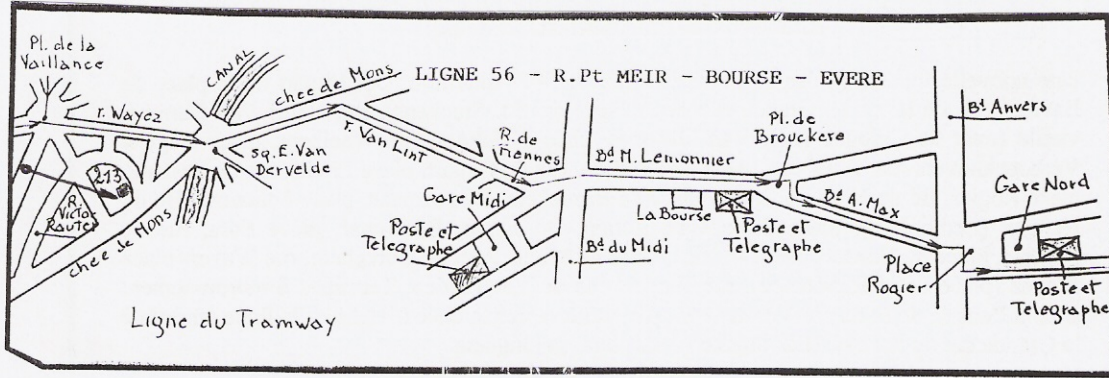 LIGNE 56 - R.Pt MEIR - BOURSE - EVERE
Pl. de la
Vaillance
r. Wayez
CANAL
chee de Mons
r. Van Lint
sq. E. Van
Dervelde
213
R.
Victor
Rauter
chee de Mons
R. de
Fiennes
Gare Midi
Poste et
Telegraphe
Bd M. Lemonnier
La Bourse
Poste et
Telegraphe
Bd du Midi
Pl. de
Brouckere
Bd A. Max
Bd Anvers
Place
Rogier
Gare Nord
Poste et
Telegraphe
Ligne du Tramway